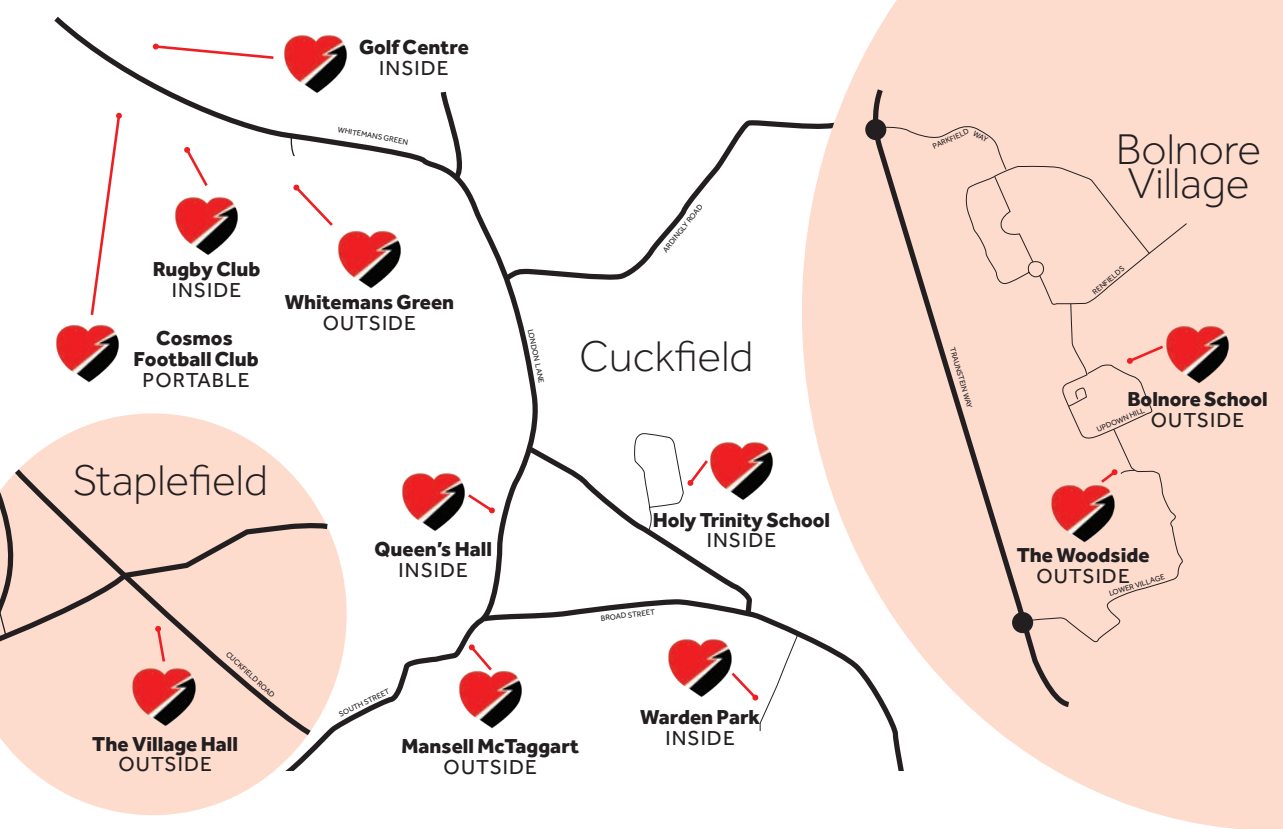 Golf Centre
INSIDE
WHITEMANS GREEN
Rugby Club
INSIDE
Whitemans Green
OUTSIDE
Cosmos
Football Club
PORTABLE
ARDINGLY ROAD
LONDON LANE
Cuckfield
Staplefield
CUCKFIELD ROAD
The Village Hall
OUTSIDE
Queen's Hall
INSIDE
Holy Trinity School
INSIDE
BROAD STREET
SOUTH STREET
Mansell McTaggart
OUTSIDE
Warden Park
INSIDE
Bolnore
Village
PARKFIELD WAY
RENFIELDS
TRAUNSTEIN WAY
Bolnore School
OUTSIDE
UPDOWN HILL
The Woodside
OUTSIDE
LOWER VILLAGE